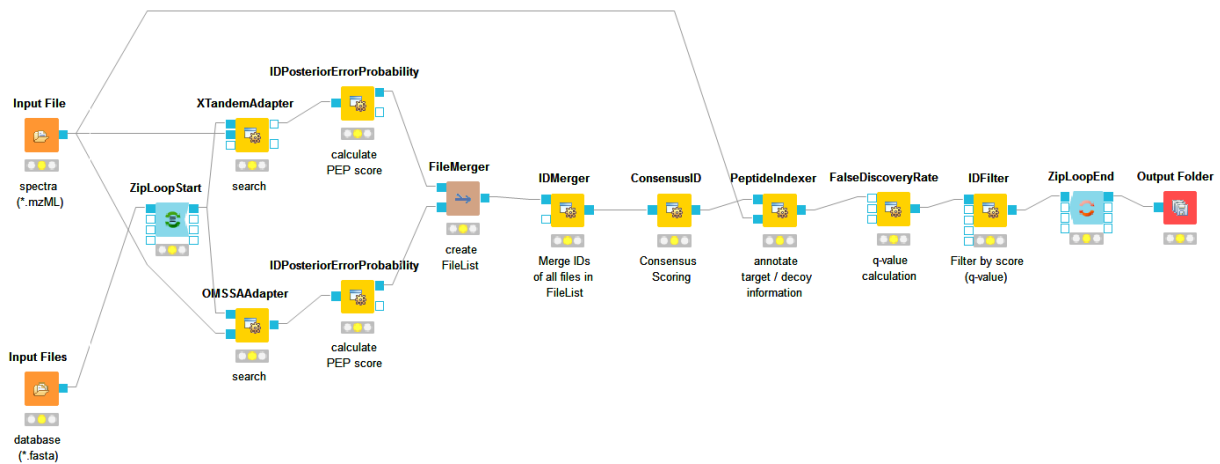 Input File
spectra
(*.mzML)
Input Files
database
(*.fasta)
ZipLoopStart
XTandemAdapter
search
OMSSAAdapter
search
IDPosteriorErrorProbability
calculate
PEP score
IDPosteriorErrorProbability
calculate
PEP score
FileMerger
create
FileList
IDMerger
Merge IDs
of all files in
FileList
ConsensusID
Consensus
Scoring
PeptideIndexer
annotate
target / decoy
information
FalseDiscoveryRate
q-value
calculation
IDFilter
Filter by score
(q-value)
ZipLoopEnd
Output Folder